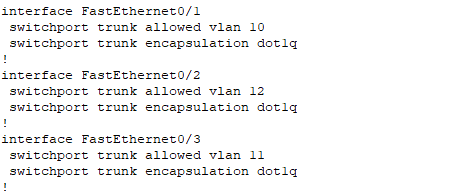 interface FastEthernet0/1
 switchport trunk allowed vlan 10
 switchport trunk encapsulation dot1q
!
interface FastEthernet0/2
 switchport trunk allowed vlan 12
 switchport trunk encapsulation dot1q
!
interface FastEthernet0/3
 switchport trunk allowed vlan 11
 switchport trunk encapsulation dot1q
!